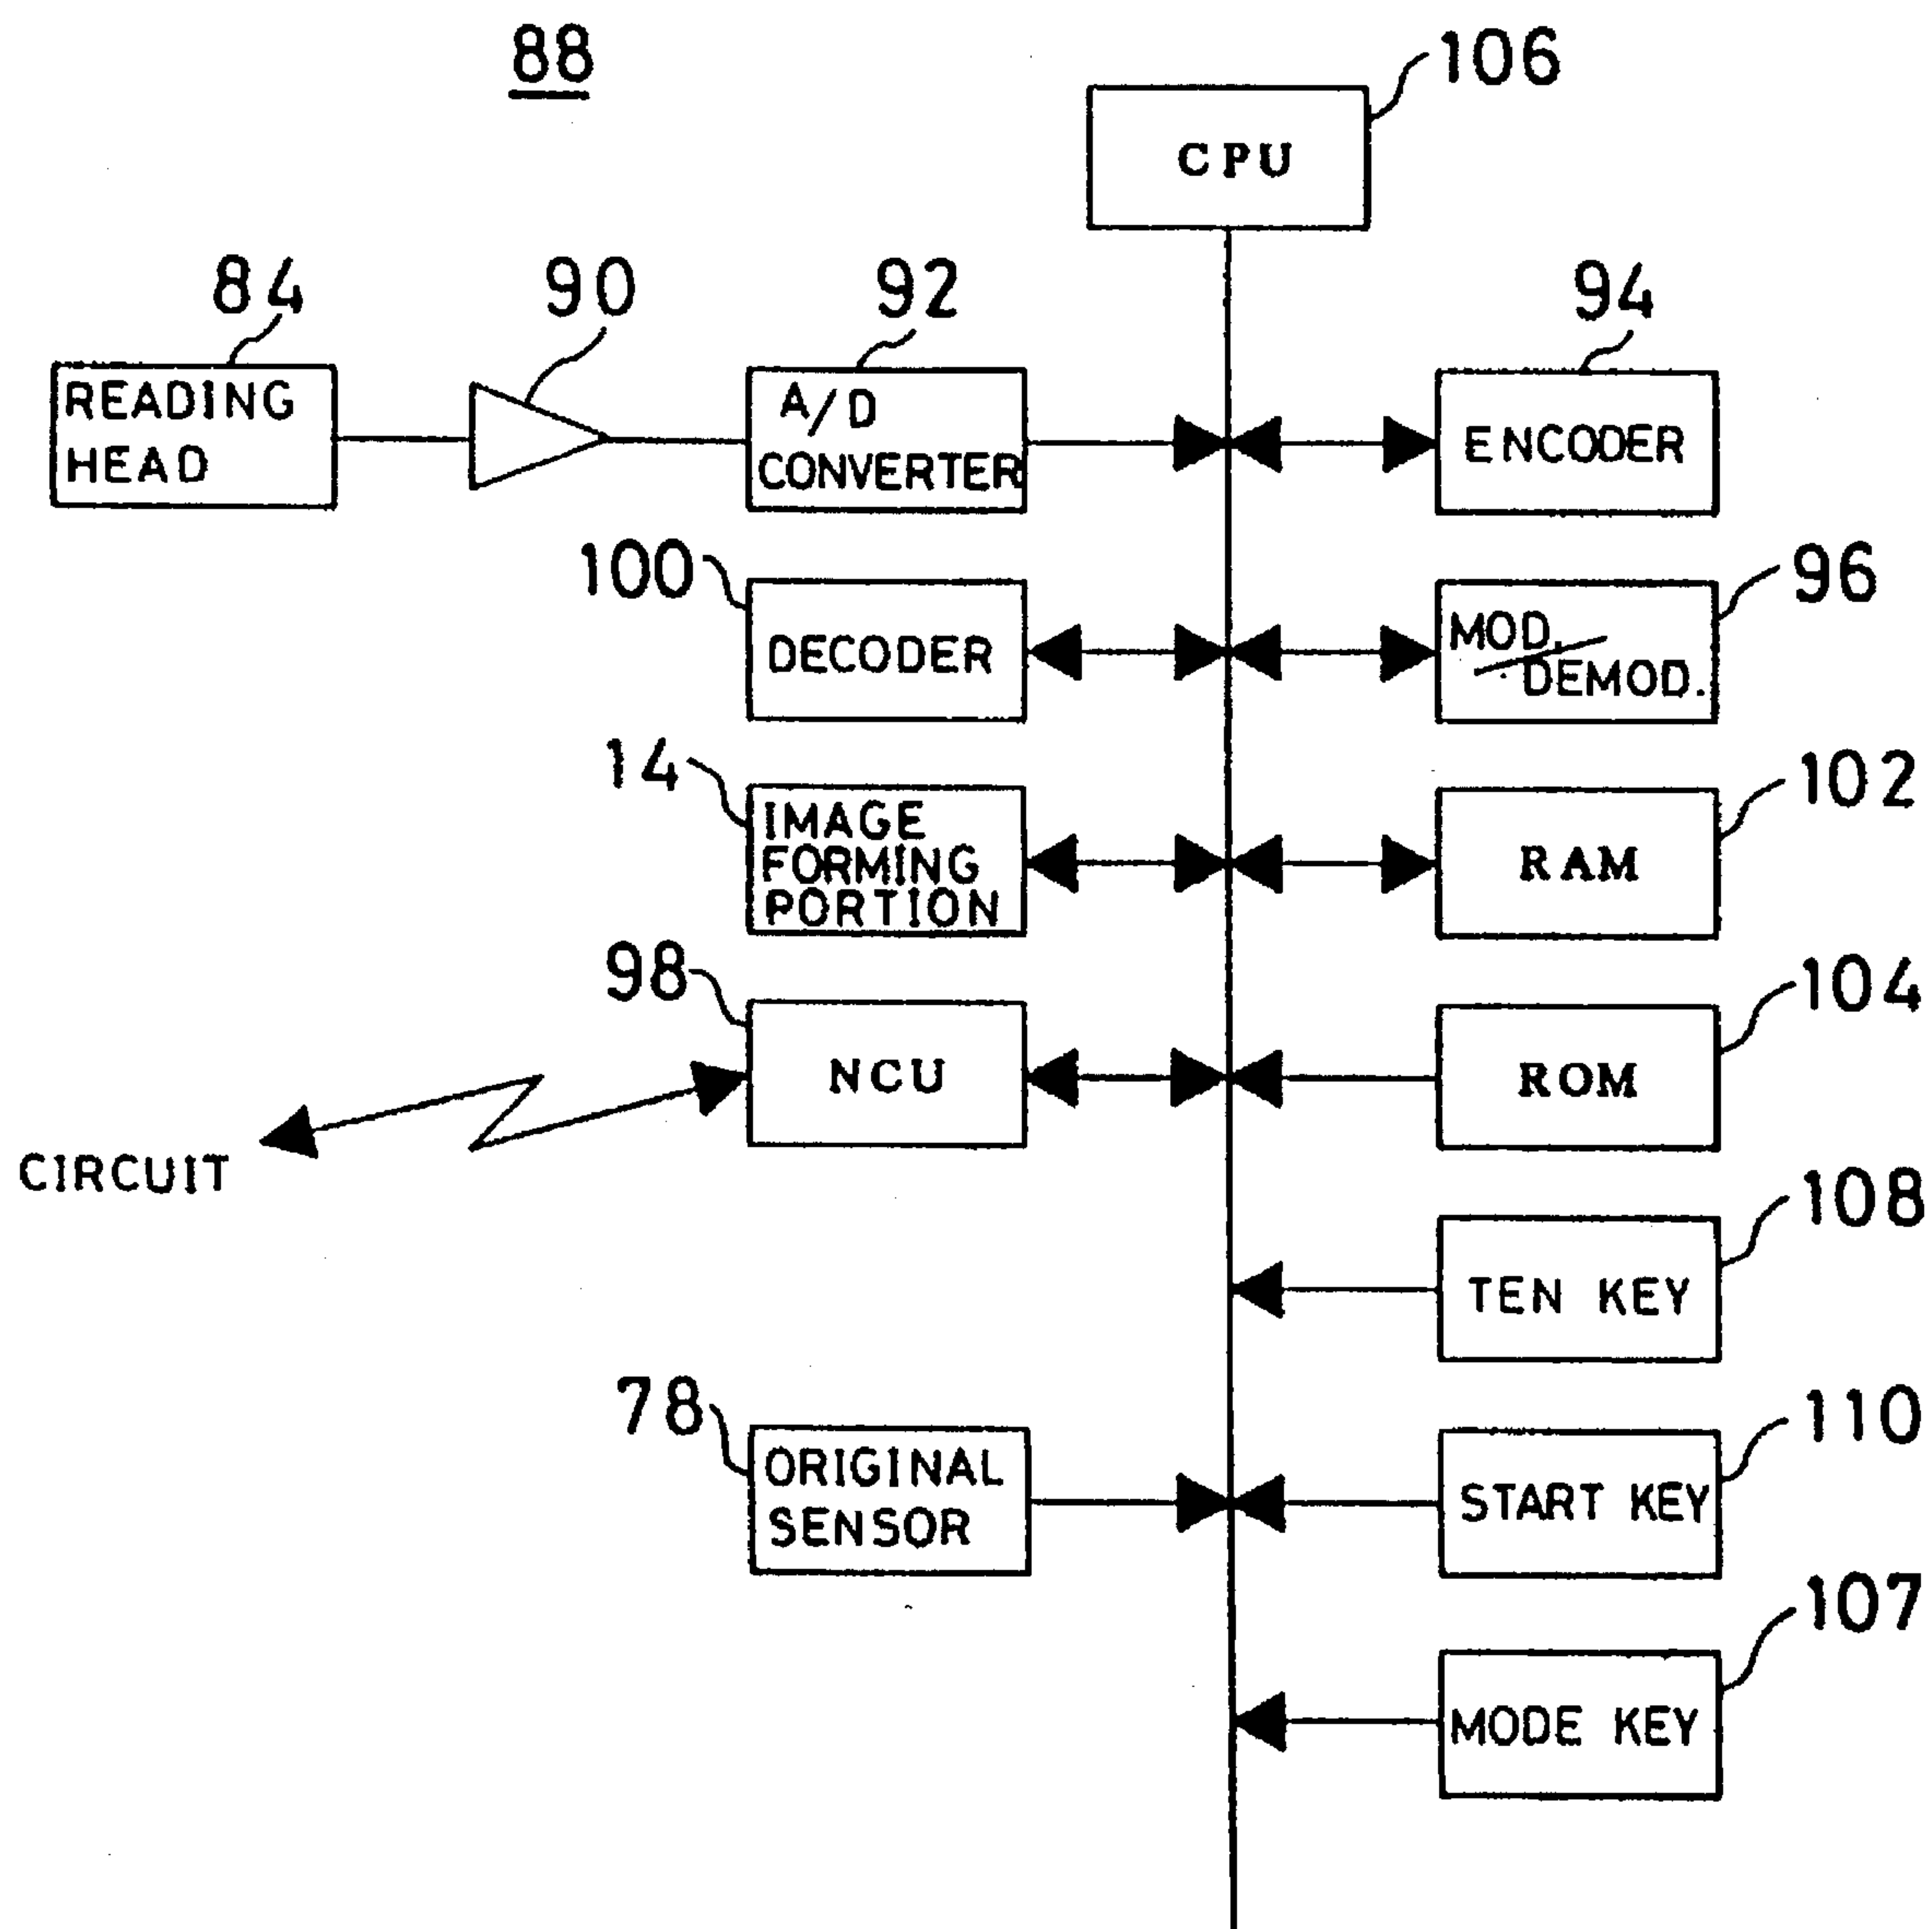 88
106
CPU
84
90
92
94
READING
HEAD
A/D
CONVERTER
ENCODER
100
96
DECODER
MOD.
DEMOD.
14
102
IMAGE
FORMING
PORTION
RAM
98
104
NCU
ROM
CIRCUIT
108
TEN KEY
78
110
ORIGINAL
SENSOR
START KEY
107
MODE KEY